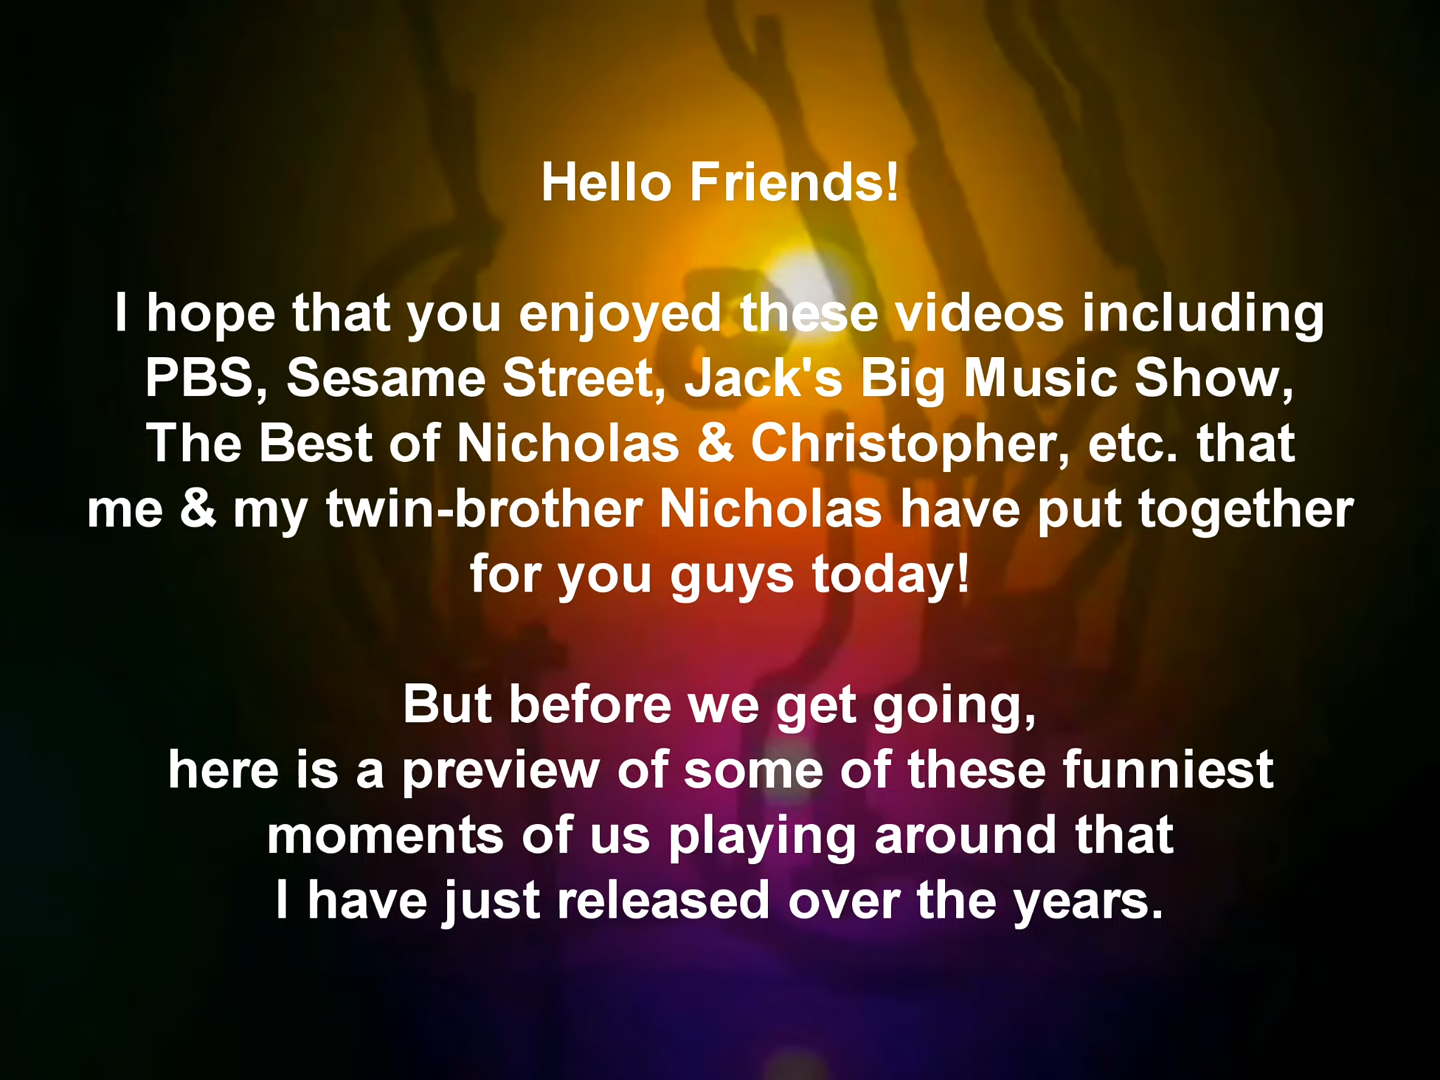 Hello Friends!
I hope that you enjoyed these videos including
PBS, Sesame Street, Jack's Big Music Show,
The Best of Nicholas & Christopher, etc. that
me & my twin-brother Nicholas have put together
for you guys today!
But before we get going,
here is a preview of some of these funniest
moments of us playing around that
I have just released over the years.